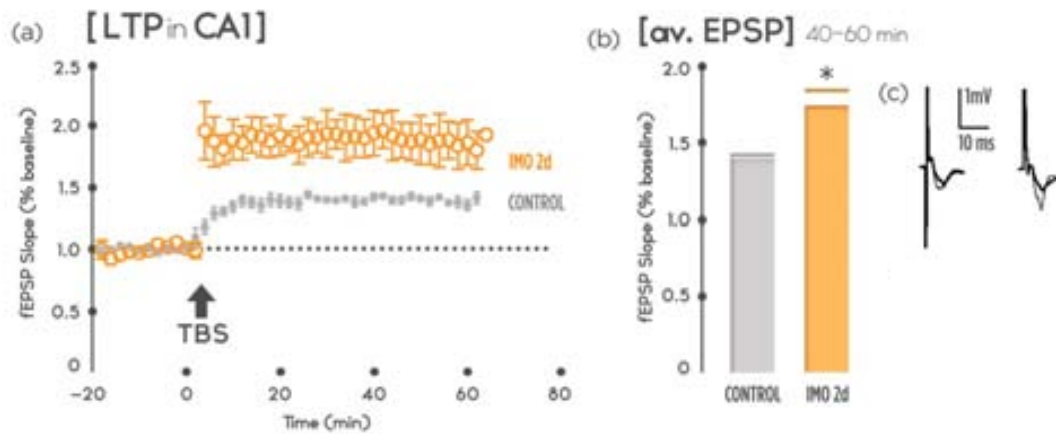 (a) [LTP in CA1]
fEPSP Slope (% baseline)
2.5
2.0
1.5
1.0
0.5
0
IMO 2d
CONTROL
TBS
-20 0 20 40 60 80
Time (min)
(b) [av. EPSP] 40-60 min
fEPSP Slope (% baseline)
2.0
1.5
1.0
0.5
0
*
CONTROL IMO 2d
(c)
1mV
10 ms